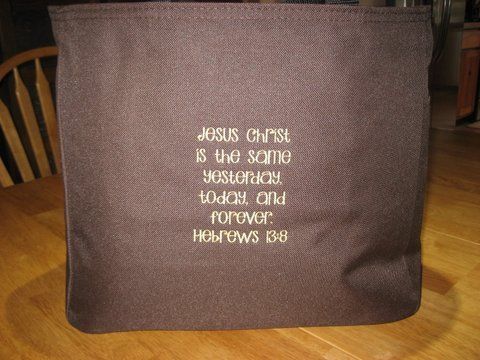 Jesus Christ
is the same
yesterday,
today, and
forever.
Hebrews 13:8